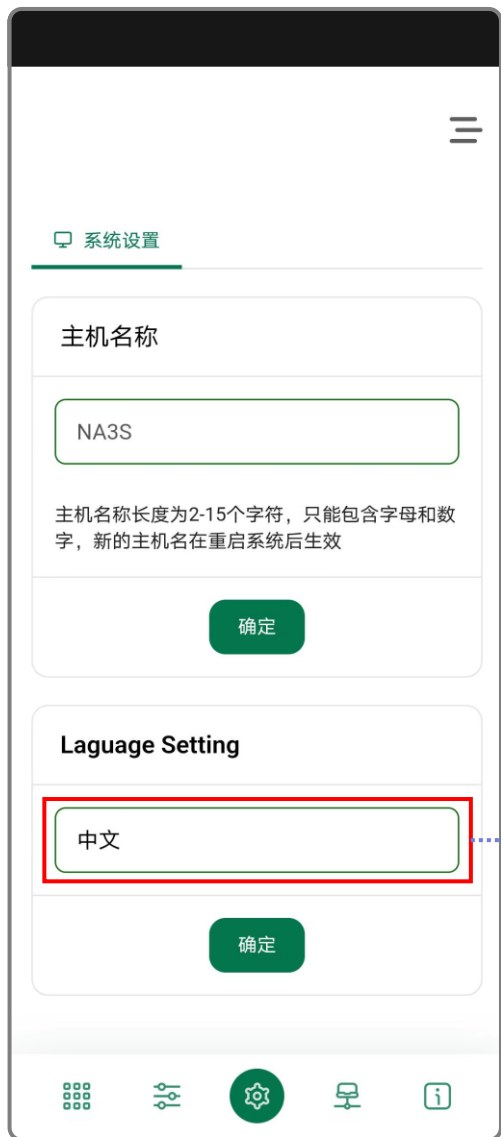 系统设置
主机名称
NA3S
主机名称长度为2-15个字符，只能包含字母和数
字，新的主机名在重启系统后生效
确定
Laguage Setting
中文
确定